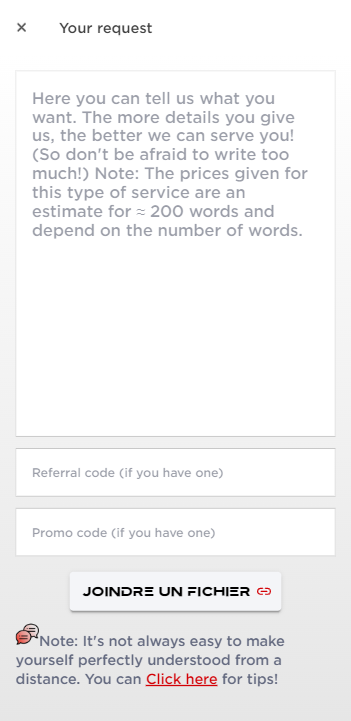 × Your request
Here you can tell us what you
want. The more details you give
us, the better we can serve you!
(So don't be afraid to write too
much!) Note: The prices given for
this type of service are an
estimate for ≈ 200 words and
depend on the number of words.
Referral code (if you have one)
Promo code (if you have one)
JOINDRE UN FICHIER
Note: It's not always easy to make
yourself perfectly understood from a
distance. You can Click here for tips!